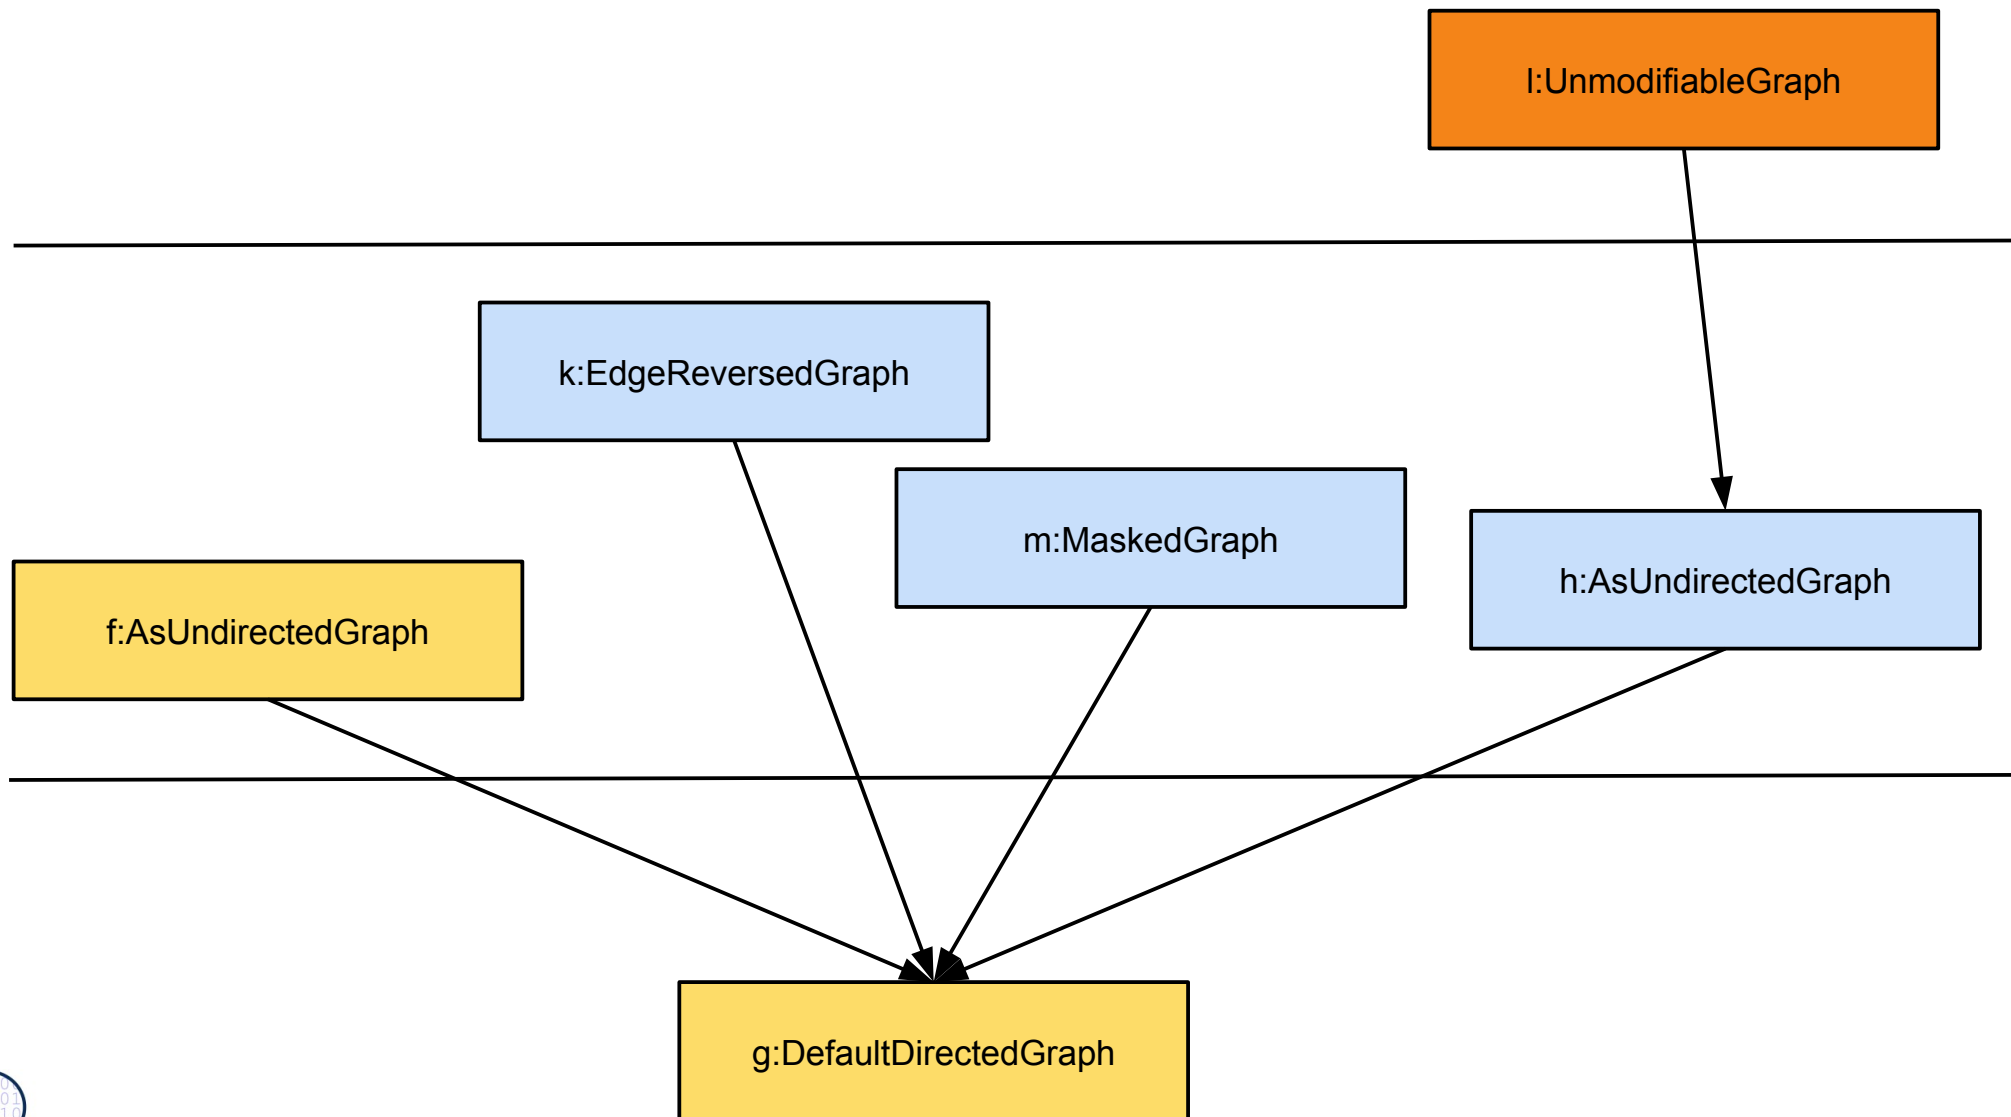 l:UnmodifiableGraph
k:EdgeReversedGraph
m:MaskedGraph
h:AsUndirectedGraph
f:AsUndirectedGraph
g:DefaultDirectedGraph